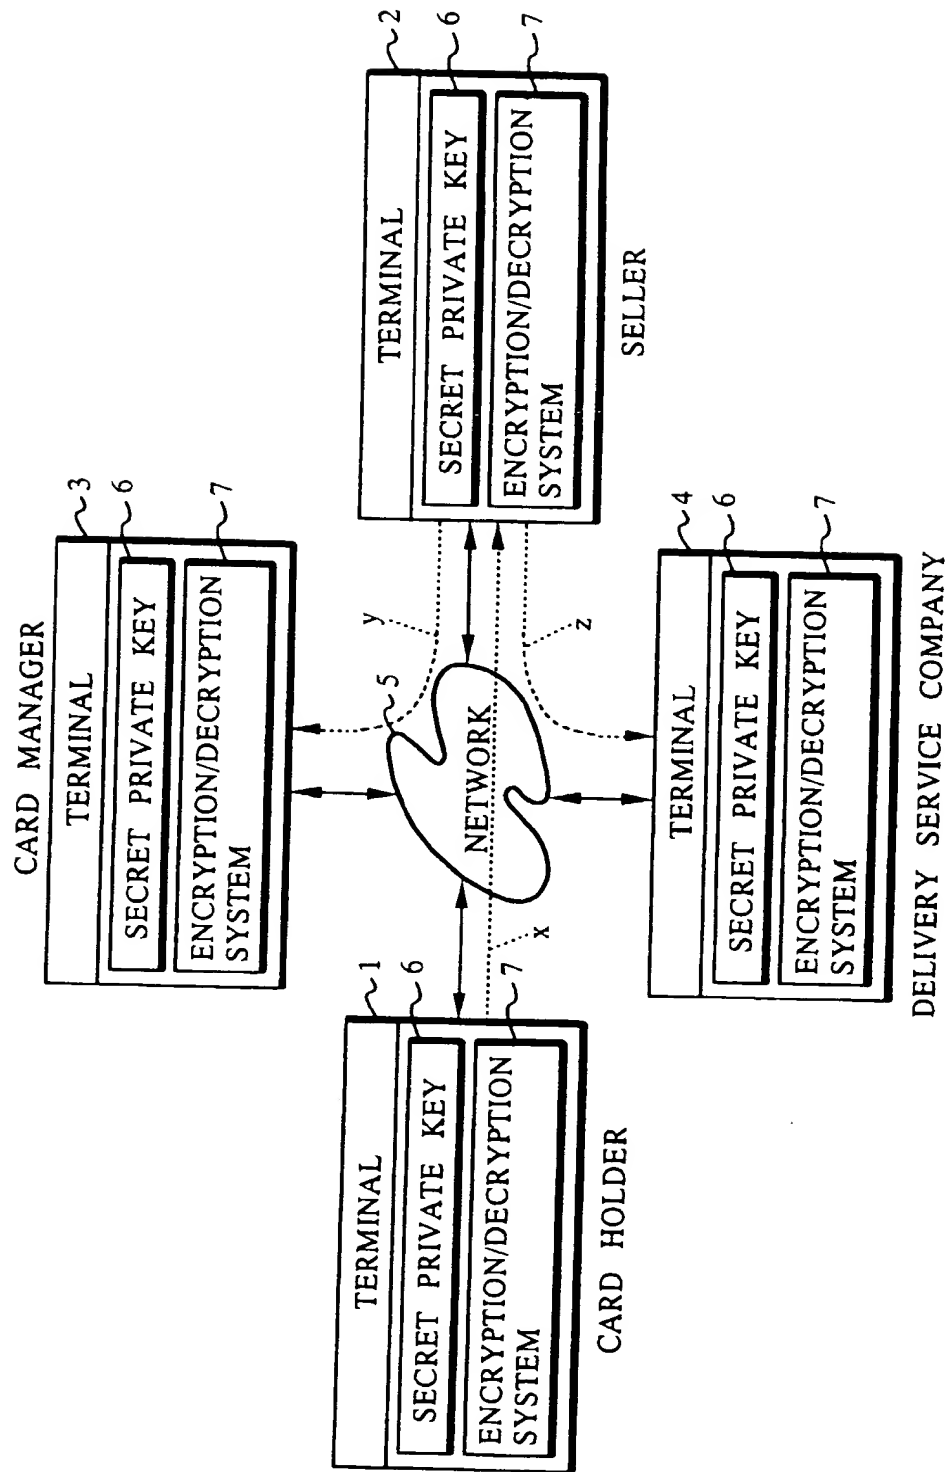 CARD MANAGER
TERMINAL
3
SECRET PRIVATE KEY
6
ENCRYPTION/DECRYPTION
SYSTEM
7
TERMINAL
1
SECRET PRIVATE KEY
6
ENCRYPTION/DECRYPTION
SYSTEM
7
CARD HOLDER
5
NETWORK
x
y
z
TERMINAL
2
SECRET PRIVATE KEY
6
ENCRYPTION/DECRYPTION
SYSTEM
7
SELLER
TERMINAL
4
SECRET PRIVATE KEY
6
ENCRYPTION/DECRYPTION
SYSTEM
7
DELIVERY SERVICE COMPANY